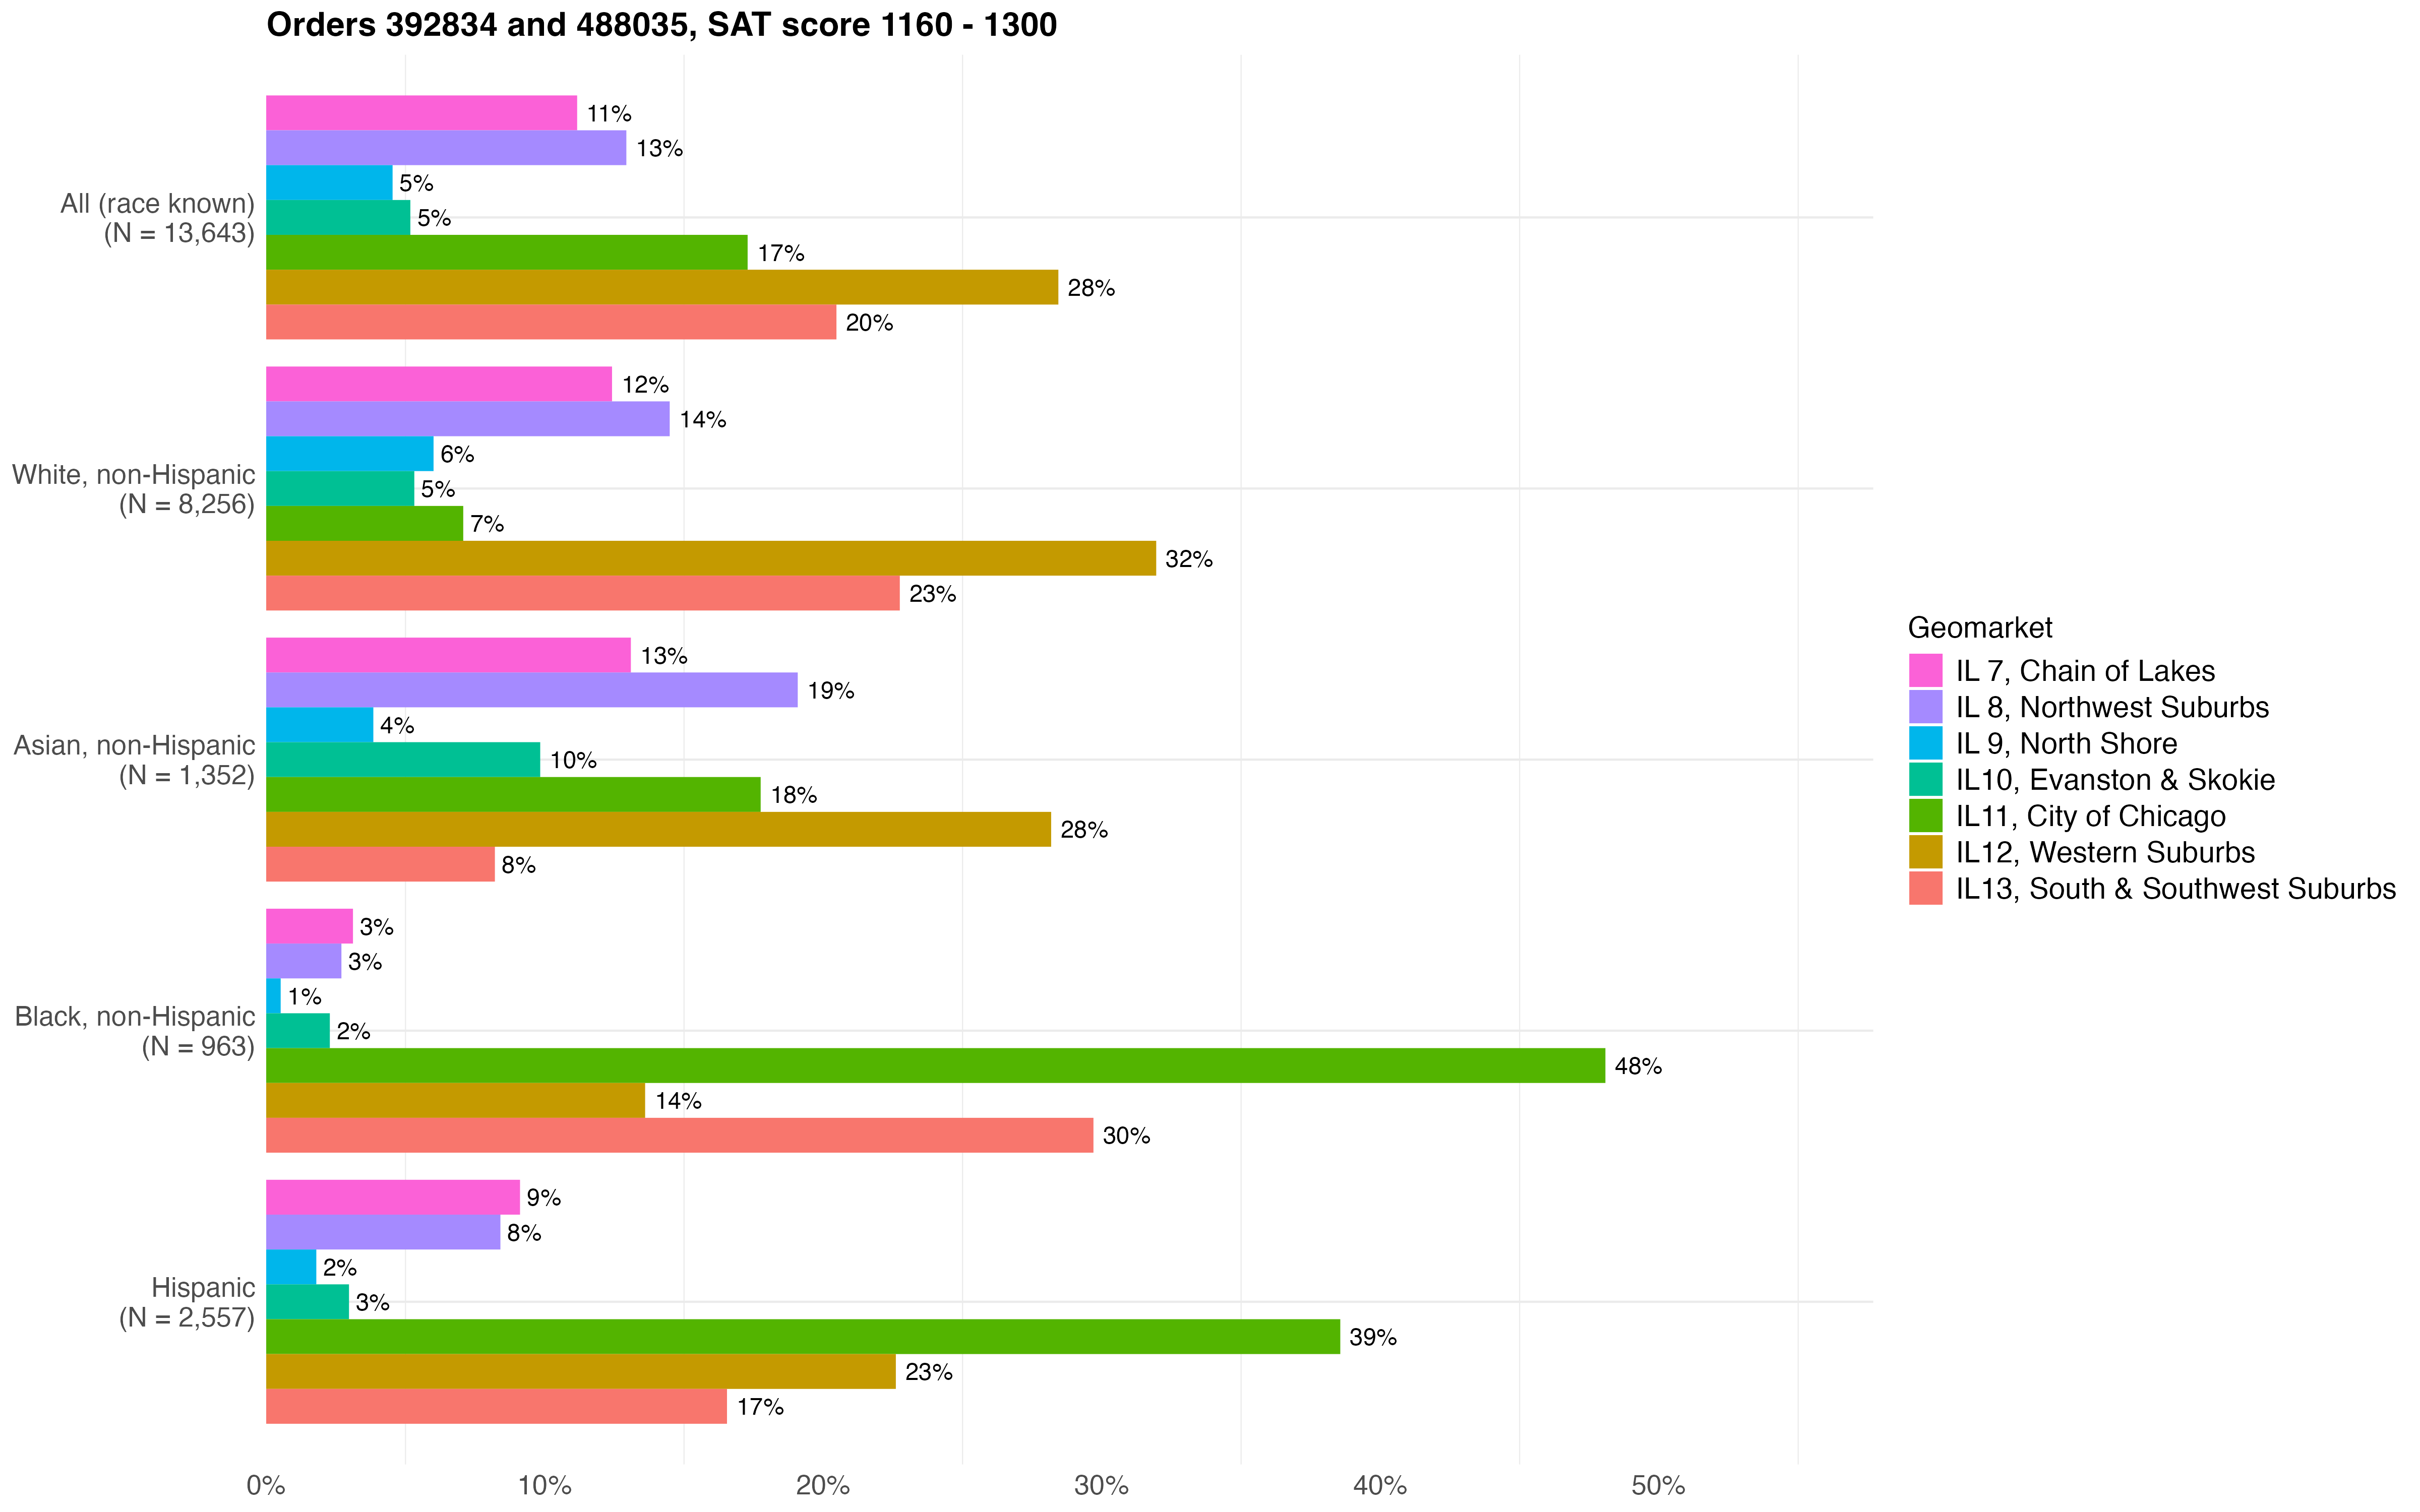 Orders 392834 and 488035, SAT score 1160 - 1300
All (race known)
(N = 13,643)
11%
13%
5%
5%
17%
28%
20%
White, non-Hispanic
(N = 8,256)
12%
14%
6%
5%
7%
32%
23%
Asian, non-Hispanic
(N = 1,352)
13%
19%
4%
10%
18%
28%
8%
Black, non-Hispanic
(N = 963)
3%
3%
1%
2%
48%
14%
30%
Hispanic
(N = 2,557)
9%
8%
2%
3%
39%
23%
17%
0% 10% 20% 30% 40% 50%
Geomarket
IL 7, Chain of Lakes
IL 8, Northwest Suburbs
IL 9, North Shore
IL10, Evanston & Skokie
IL11, City of Chicago
IL12, Western Suburbs
IL13, South & Southwest Suburbs